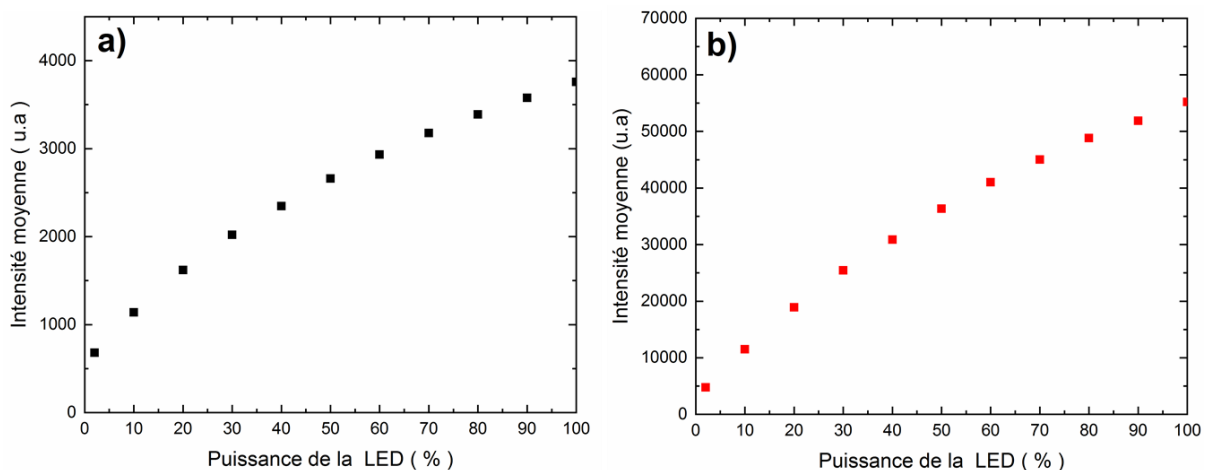 a)
4000
3000
2000
1000
0
Intensité moyenne ( u.a )
0 10 20 30 40 50 60 70 80 90 100
Puissance de la LED ( % )
b)
70000
60000
50000
40000
30000
20000
10000
0
Intensité moyenne (u.a)
0 10 20 30 40 50 60 70 80 90 100
Puissance de la LED ( % )